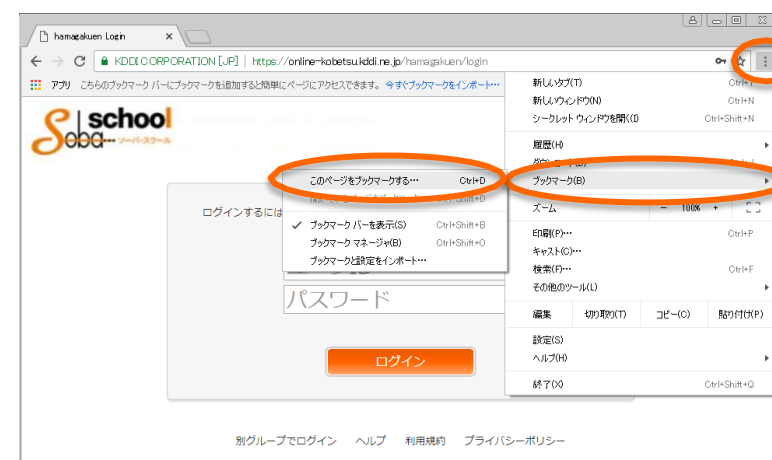 hamagakuen Login
KDDI CORPORATION [JP] | https://online-kobetsu.kddi.ne.jp/hamagakuen/login
アプリ こちらのブックマーク バーにブックマークを追加すると簡単にページにアクセスできます。 今すぐブックマークをインポート…
Soba school
ソーバ・スクール
ログインするには
パスワード
ログイン
別グループでログイン ヘルプ 利用規約 プライバシーポリシー
このページをブックマークする… Ctrl+D
ブックマーク バーを表示(S) Ctrl+Shift+B
ブックマーク マネージャ(B) Ctrl+Shift+O
ブックマークと設定をインポート…
新しいタブ(T) Ctrl+T
新しいウィンドウ(N) Ctrl+N
シークレット ウィンドウを開く(I) Ctrl+Shift+N
履歴(H)
ブックマーク(B)
ズーム − 100% +
印刷(P)… Ctrl+P
キャスト(C)…
検索(F)… Ctrl+F
その他のツール(L)
編集 切り取り(T) コピー(C) 貼り付け(P)
設定(S)
ヘルプ(H)
終了(X) Ctrl+Shift+Q